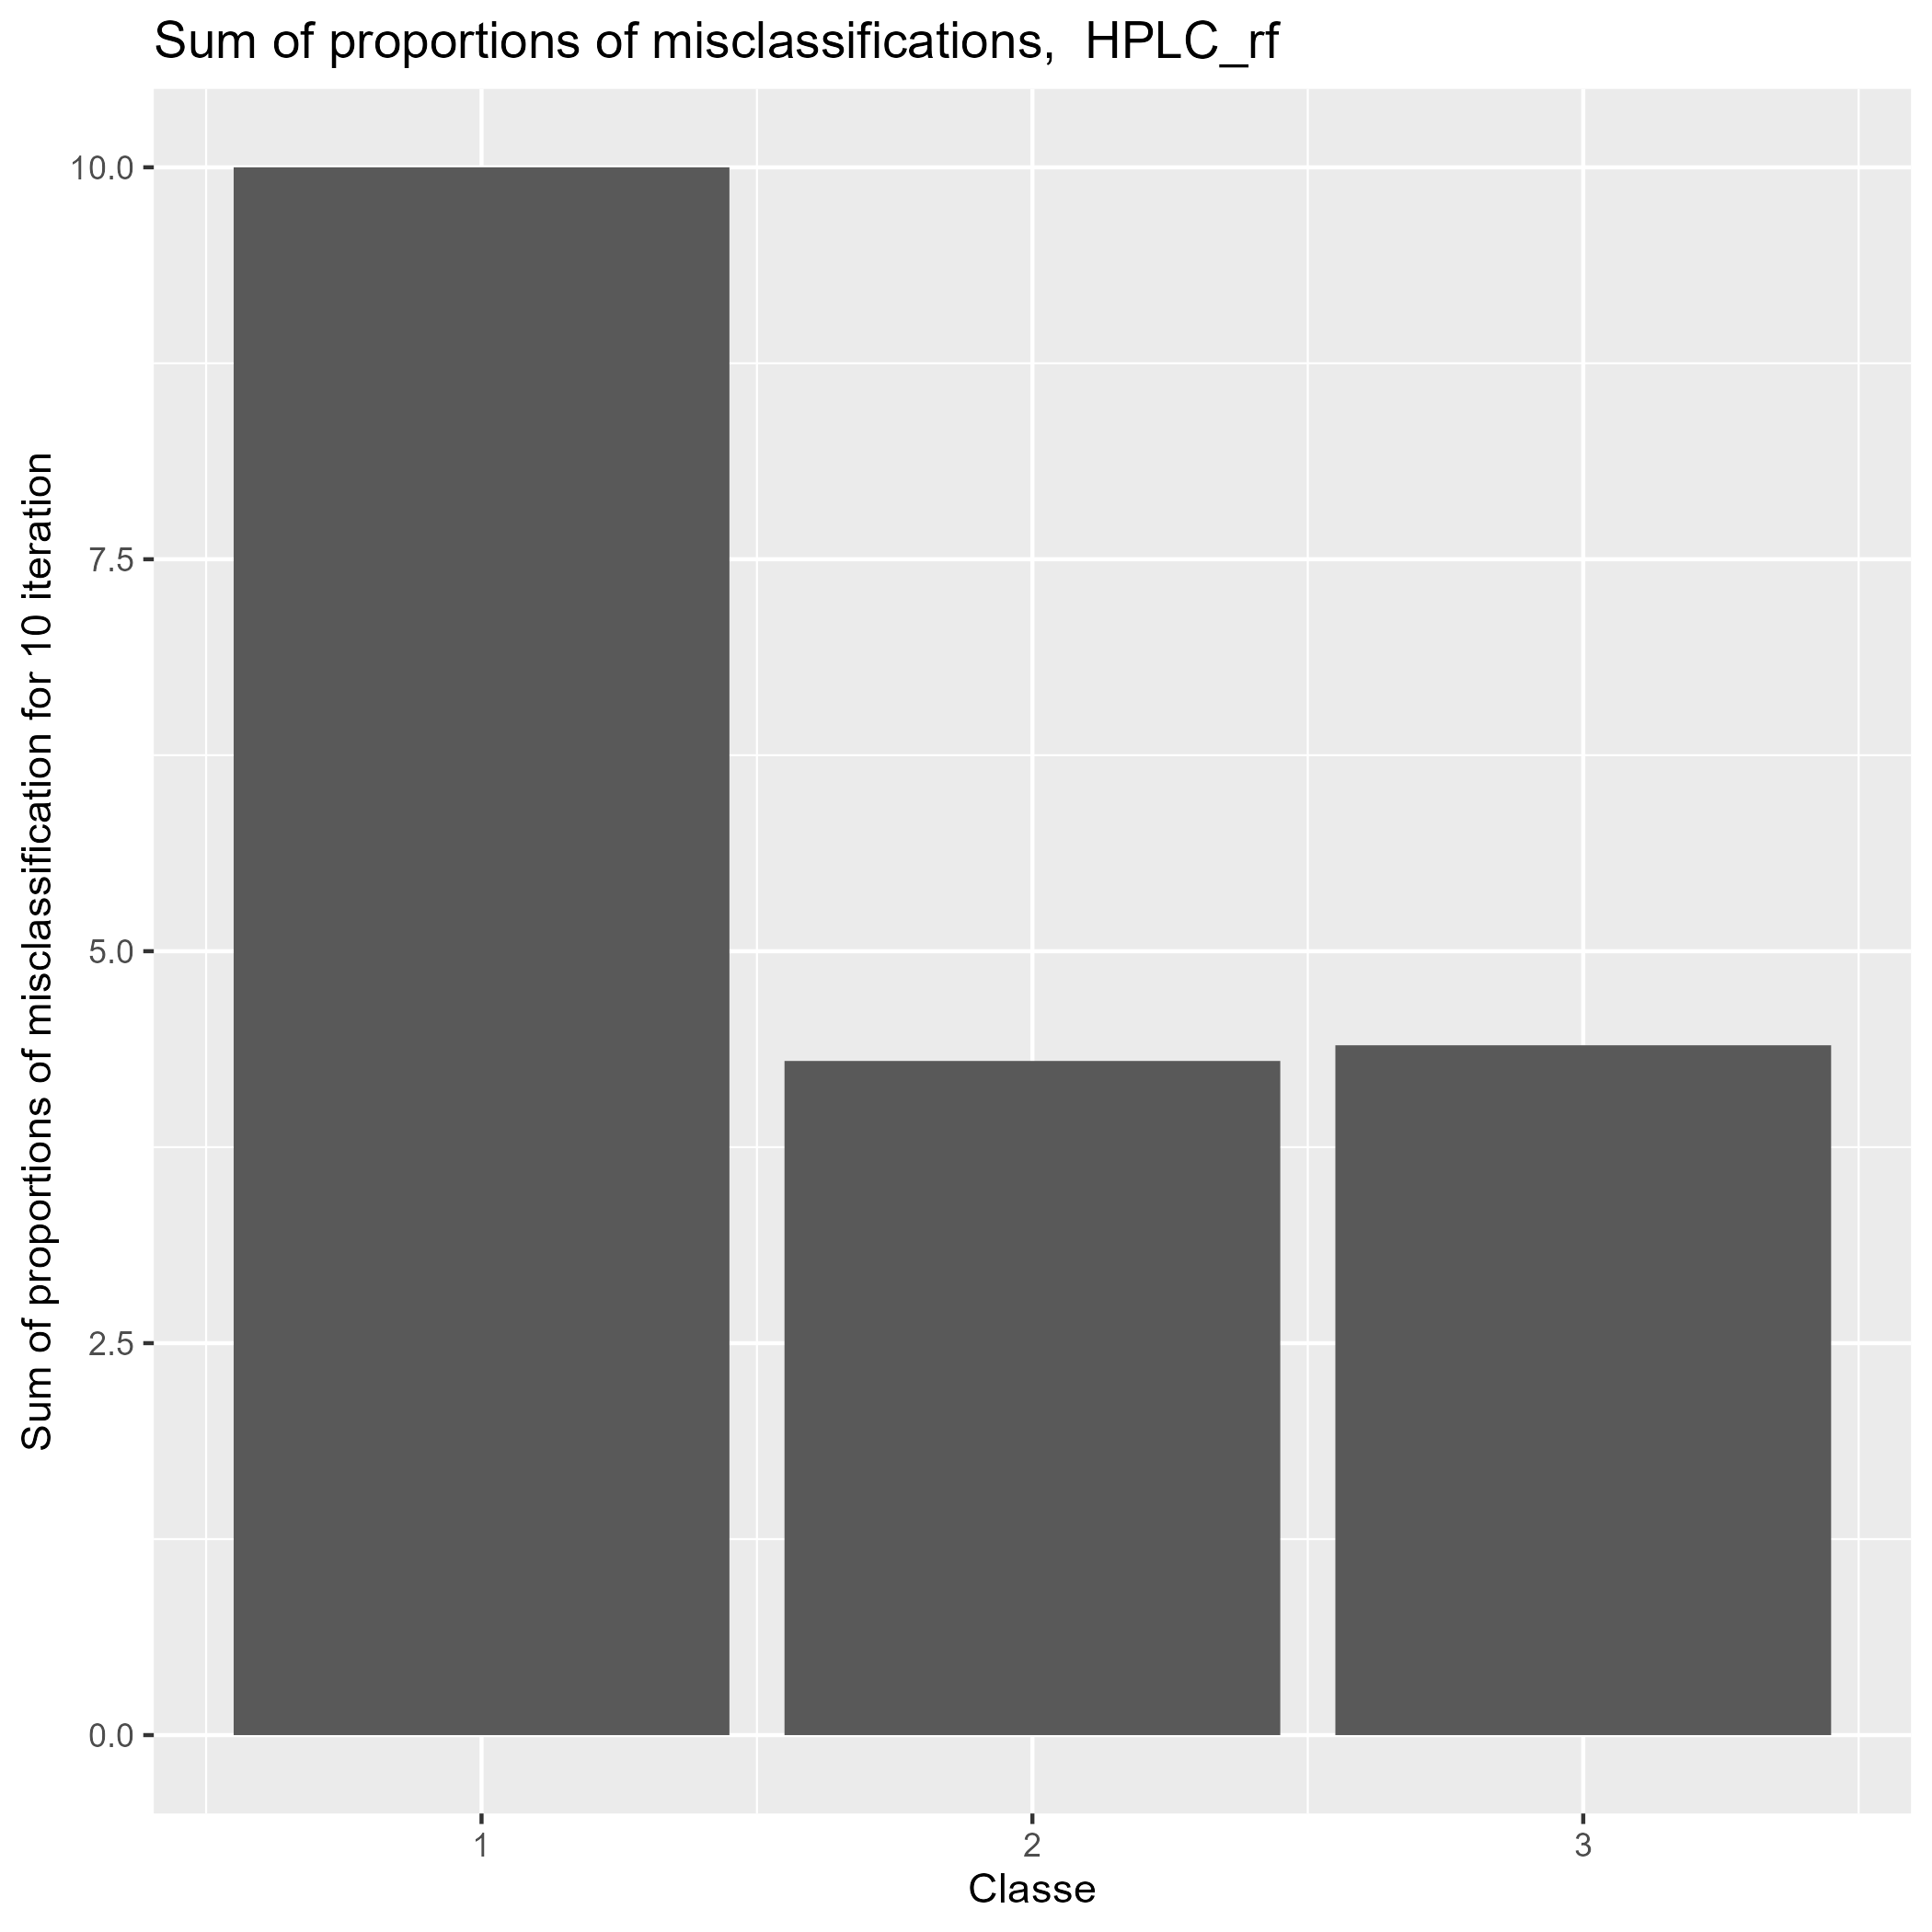 Sum of proportions of misclassifications,  HPLC_rf
Sum of proportions of misclassification for 10 iteration
10.0
7.5
5.0
2.5
0.0
1
2
3
Classe